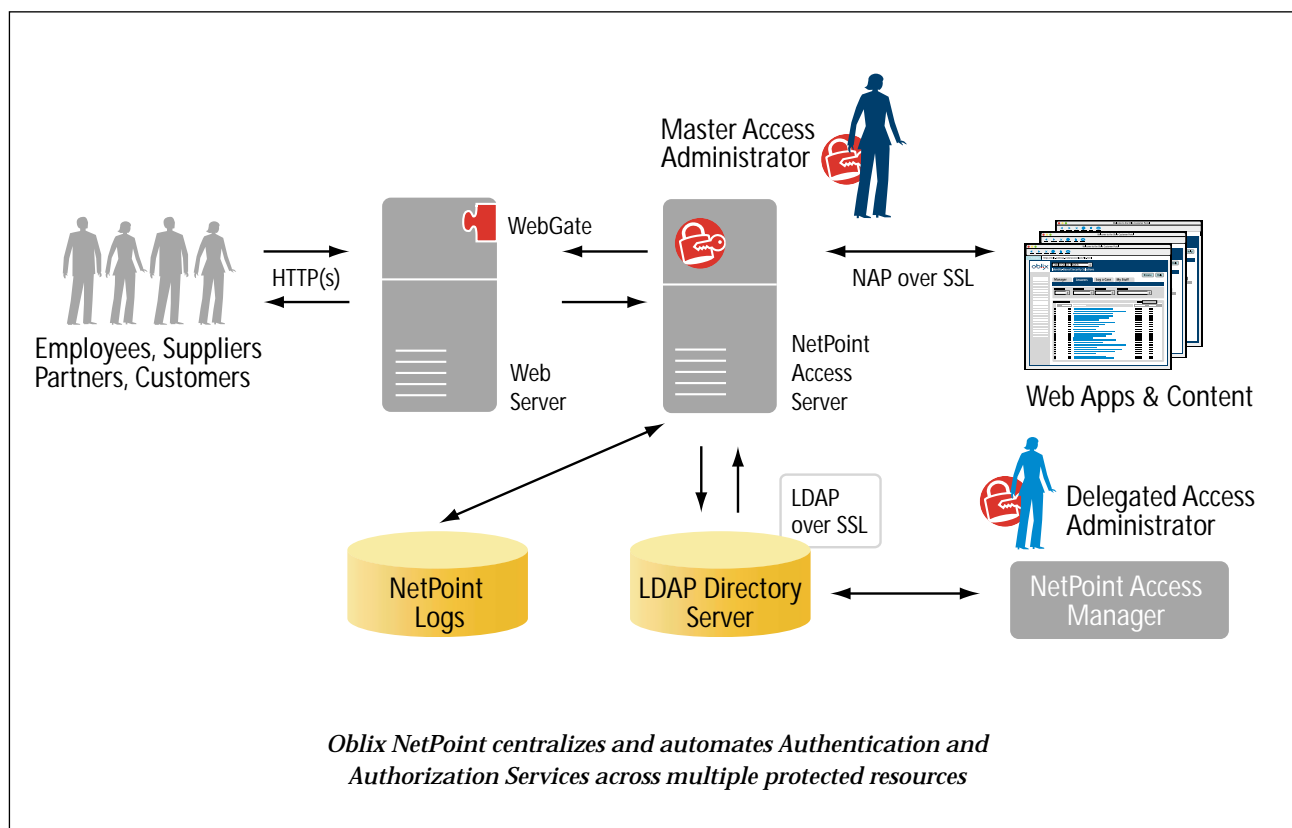 Master Access
Administrator
WebGate
HTTP(s)
NAP over SSL
Employees, Suppliers
Partners, Customers
Web
Server
NetPoint
Access
Server
oblix
Web Apps & Content
LDAP
over SSL
Delegated Access
Administrator
NetPoint
Logs
LDAP Directory
Server
NetPoint Access
Manager
Oblix NetPoint centralizes and automates Authentication and
Authorization Services across multiple protected resources